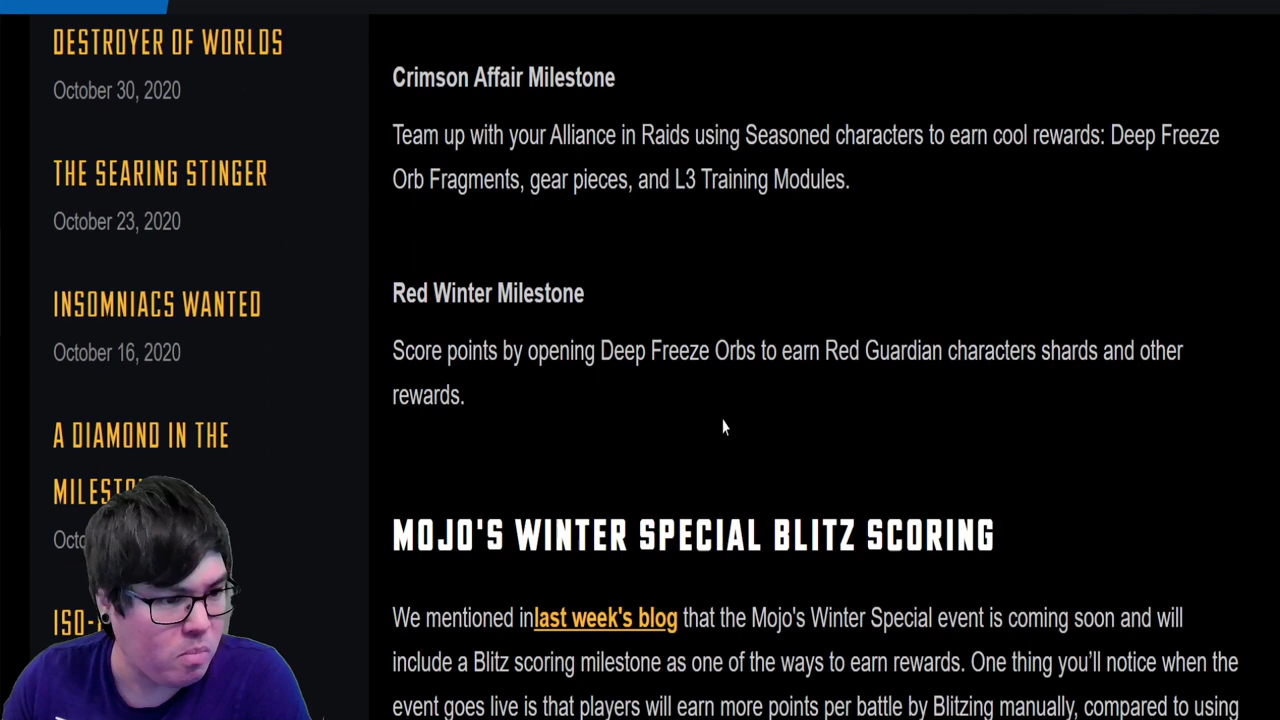 DESTROYER OF WORLDS
October 30, 2020
THE SEARING STINGER
October 23, 2020
INSOMNIACS WANTED
October 16, 2020
A DIAMOND IN THE
Crimson Affair Milestone
Team up with your Alliance in Raids using Seasoned characters to earn cool rewards: Deep Freeze
Orb Fragments, gear pieces, and L3 Training Modules.
Red Winter Milestone
Score points by opening Deep Freeze Orbs to earn Red Guardian characters shards and other
rewards.
MOJO'S WINTER SPECIAL BLITZ SCORING
We mentioned inlast week's blog that the Mojo's Winter Special event is coming soon and will
include a Blitz scoring milestone as one of the ways to earn rewards. One thing you'll notice when the
event goes live is that players will earn more points per battle by Blitzing manually, compared to using